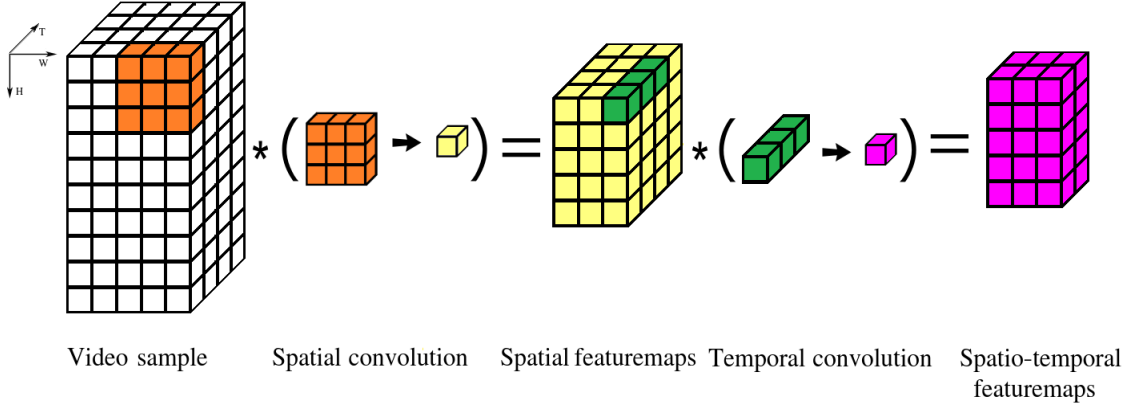 T
W
H
* ( → ) = * ( → ) =
Video sample
Spatial convolution
Spatial featuremaps
Temporal convolution
Spatio-temporal
featuremaps